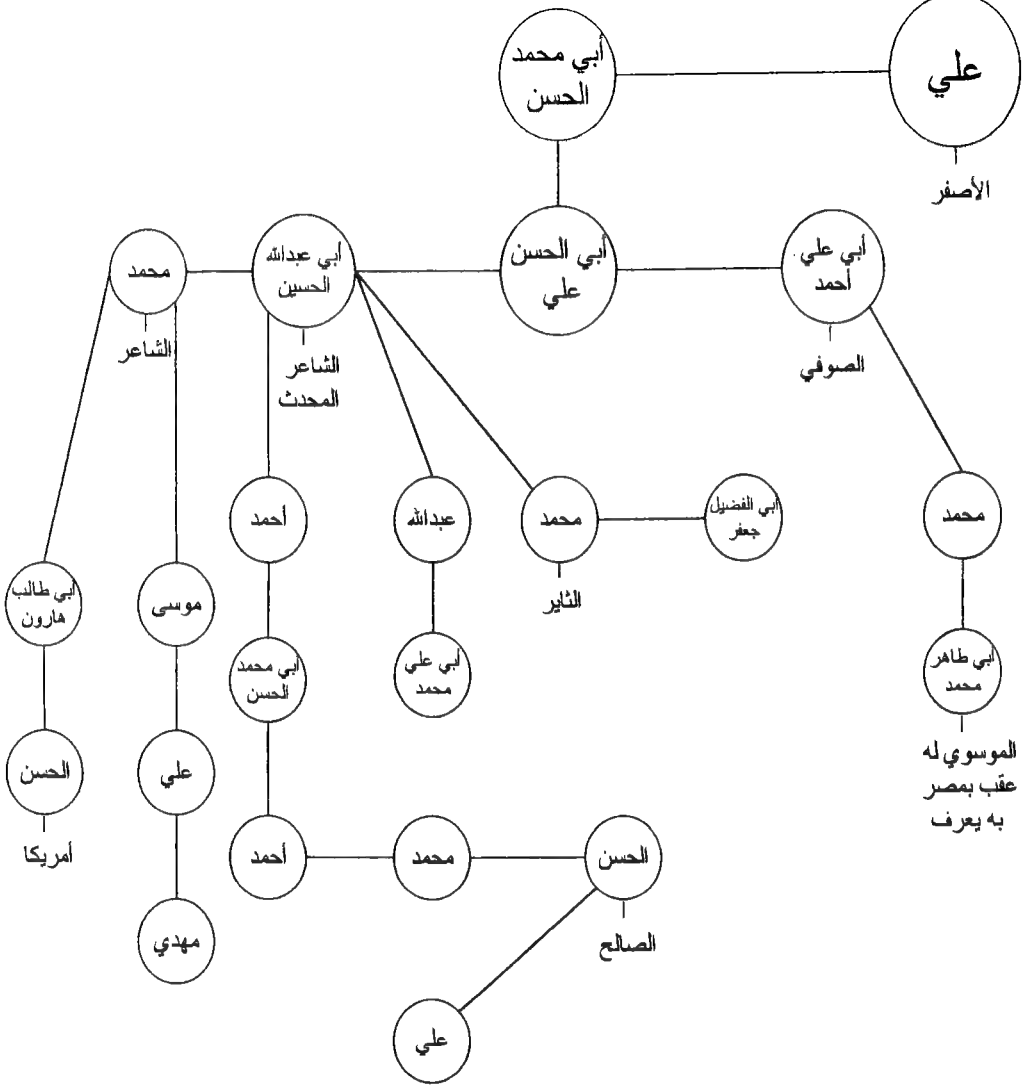 علي
الأصفر
أبي محمد
الحسن
أبي علي
أحمد
الصوفي
أبي الحسن
علي
أبي عبدالله
الحسين
الشاعر
المحدث
محمد
الشاعر
محمد
أبي الفضيل
جعفر
محمد
الثاير
عبدالله
أحمد
موسى
أبي طالب
هارون
أبي طاهر
محمد
الموسوي له
عقب بمصر
به يعرف
أبي علي
محمد
أبي محمد
الحسن
علي
الحسن
أمريكا
الحسن
الصالح
محمد
أحمد
مهدي
علي